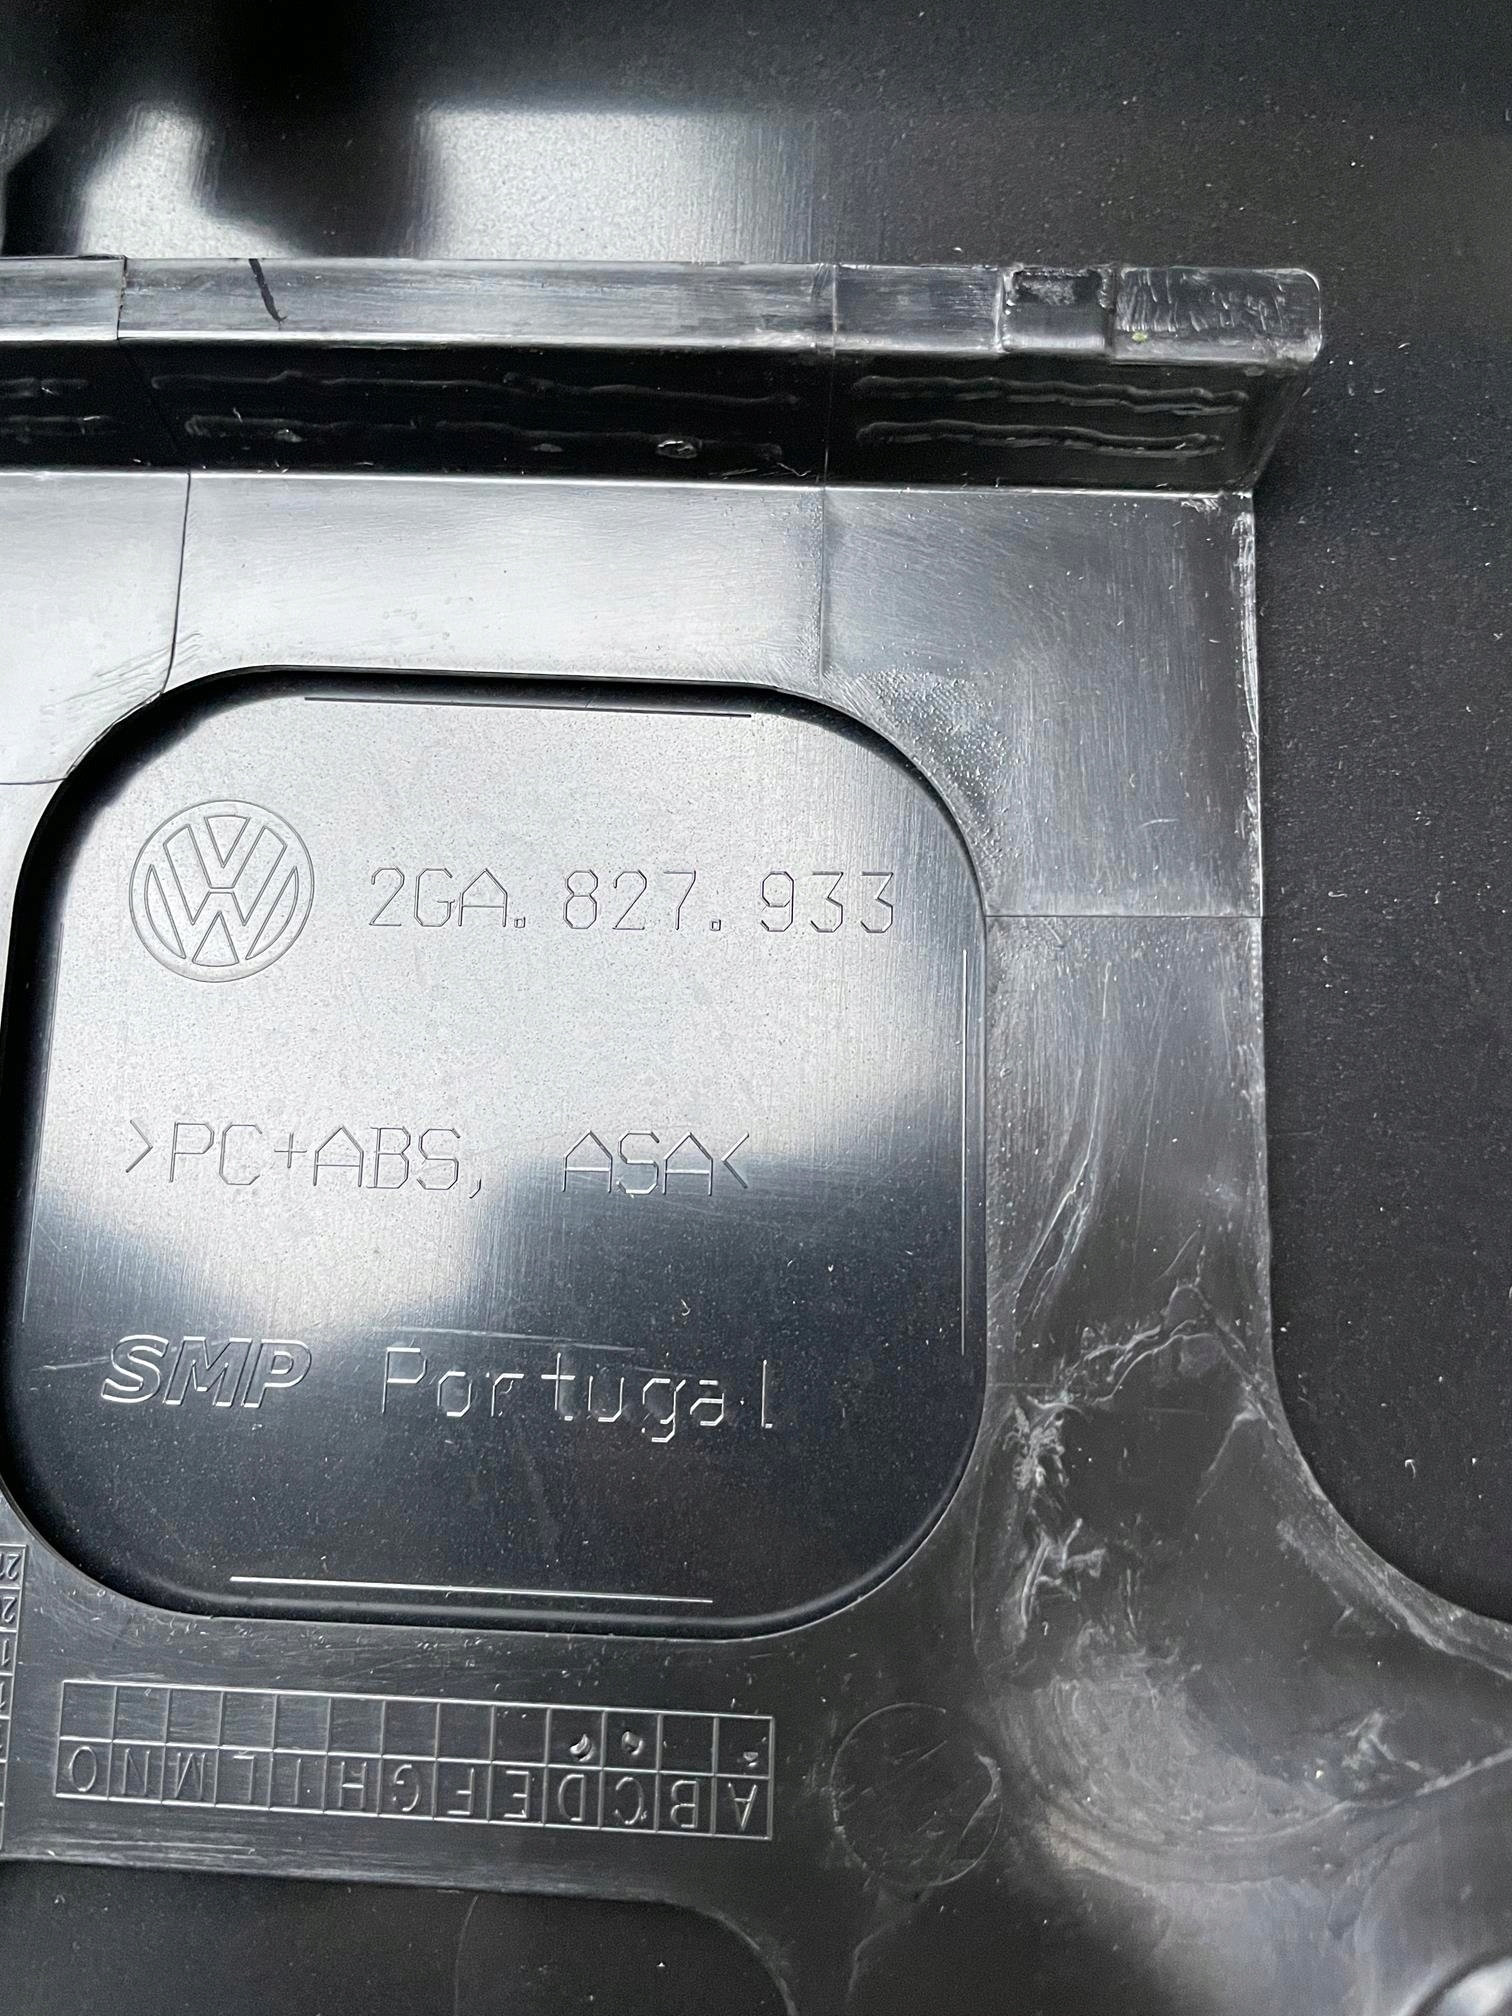 2GA.827.933
>PC+ABS, ASA<
SMP Portugal
A B C D E F G H I L M N O